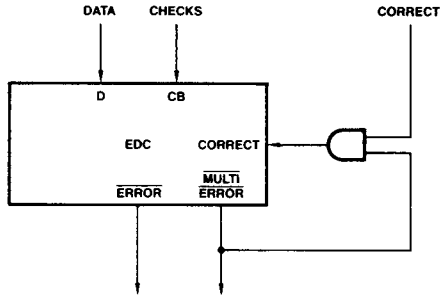 DATA CHECKS CORRECT
D CB
EDC CORRECT
ERROR MULTI
ERROR